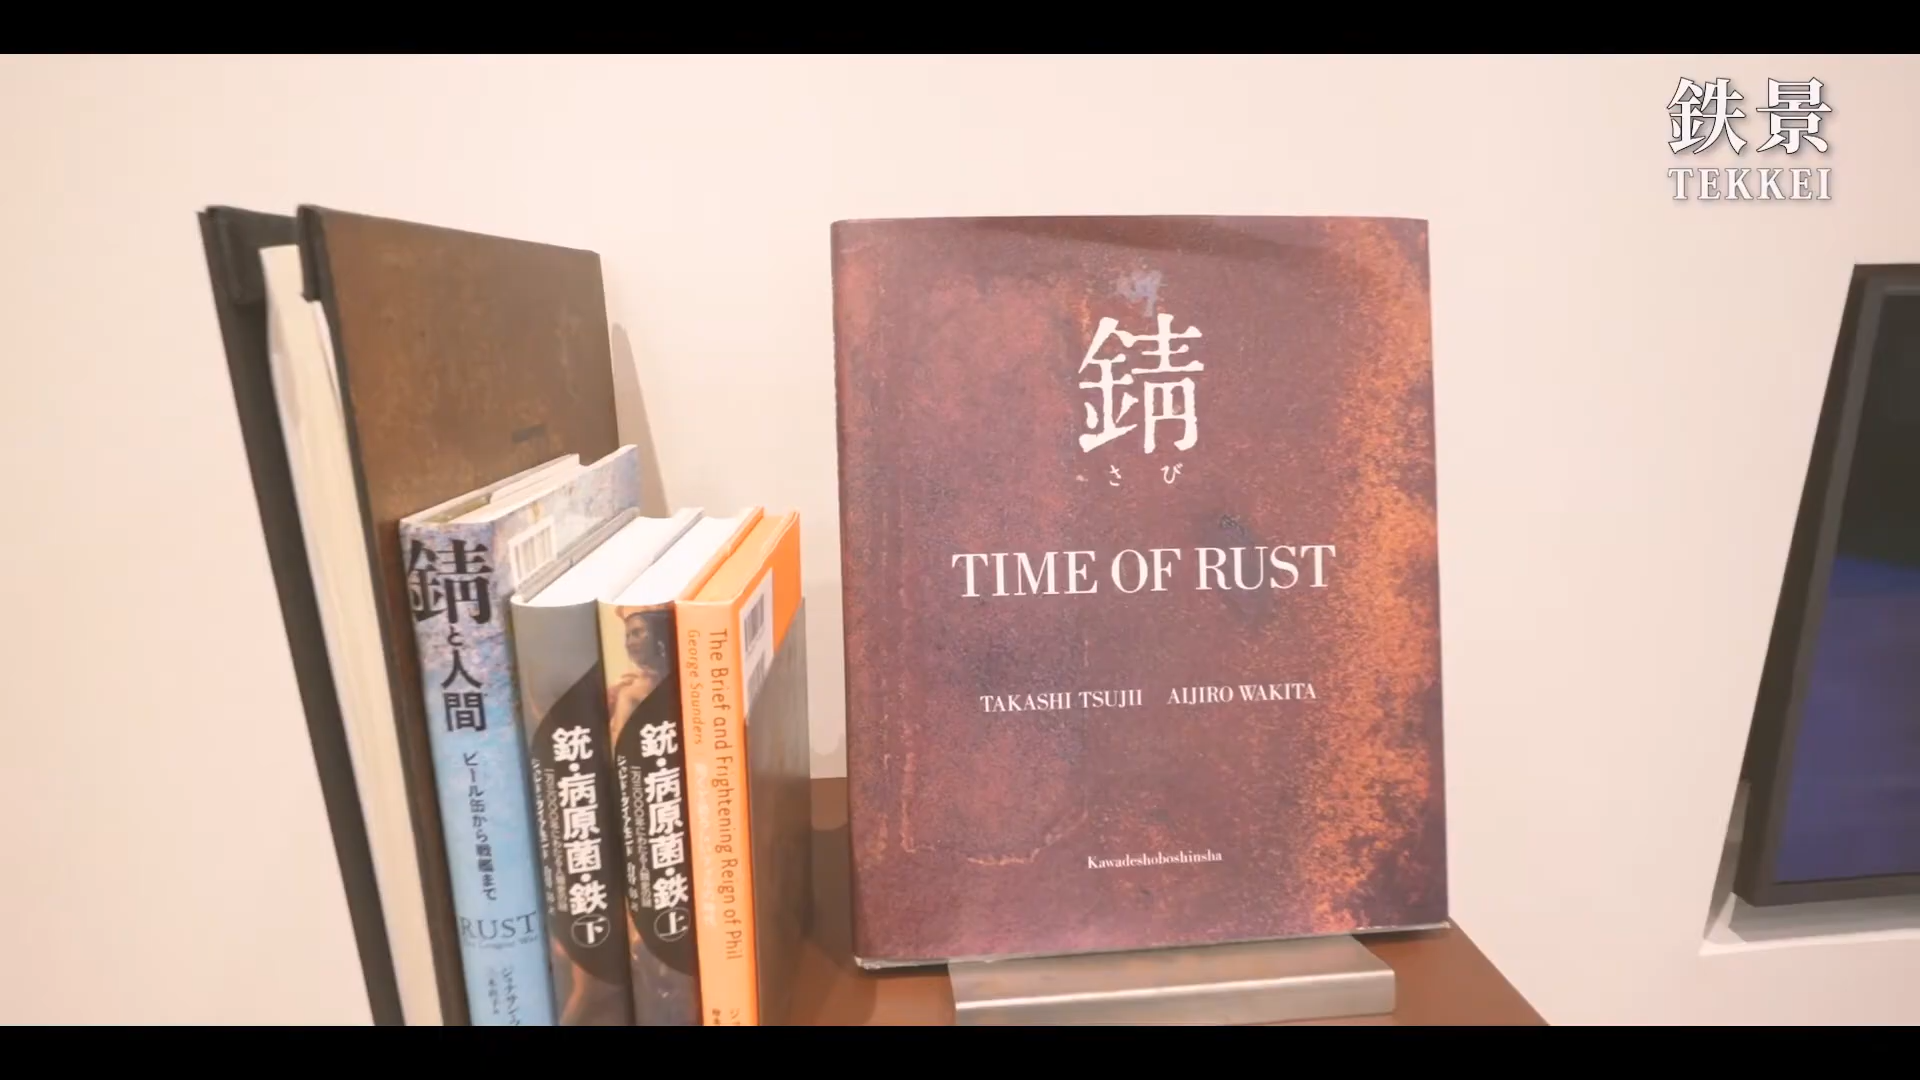 鉄景
TEKKEI
錆
さび
TIME OF RUST
TAKASHI TSUJII AIJIRO WAKITA
Kawadeshoboshinsha
錆と人間
ビール缶から戦艦まで
RUST
銃・病原菌・鉄 下
銃・病原菌・鉄 上
The Brief and Frightening Reign of Phil
George Saunders